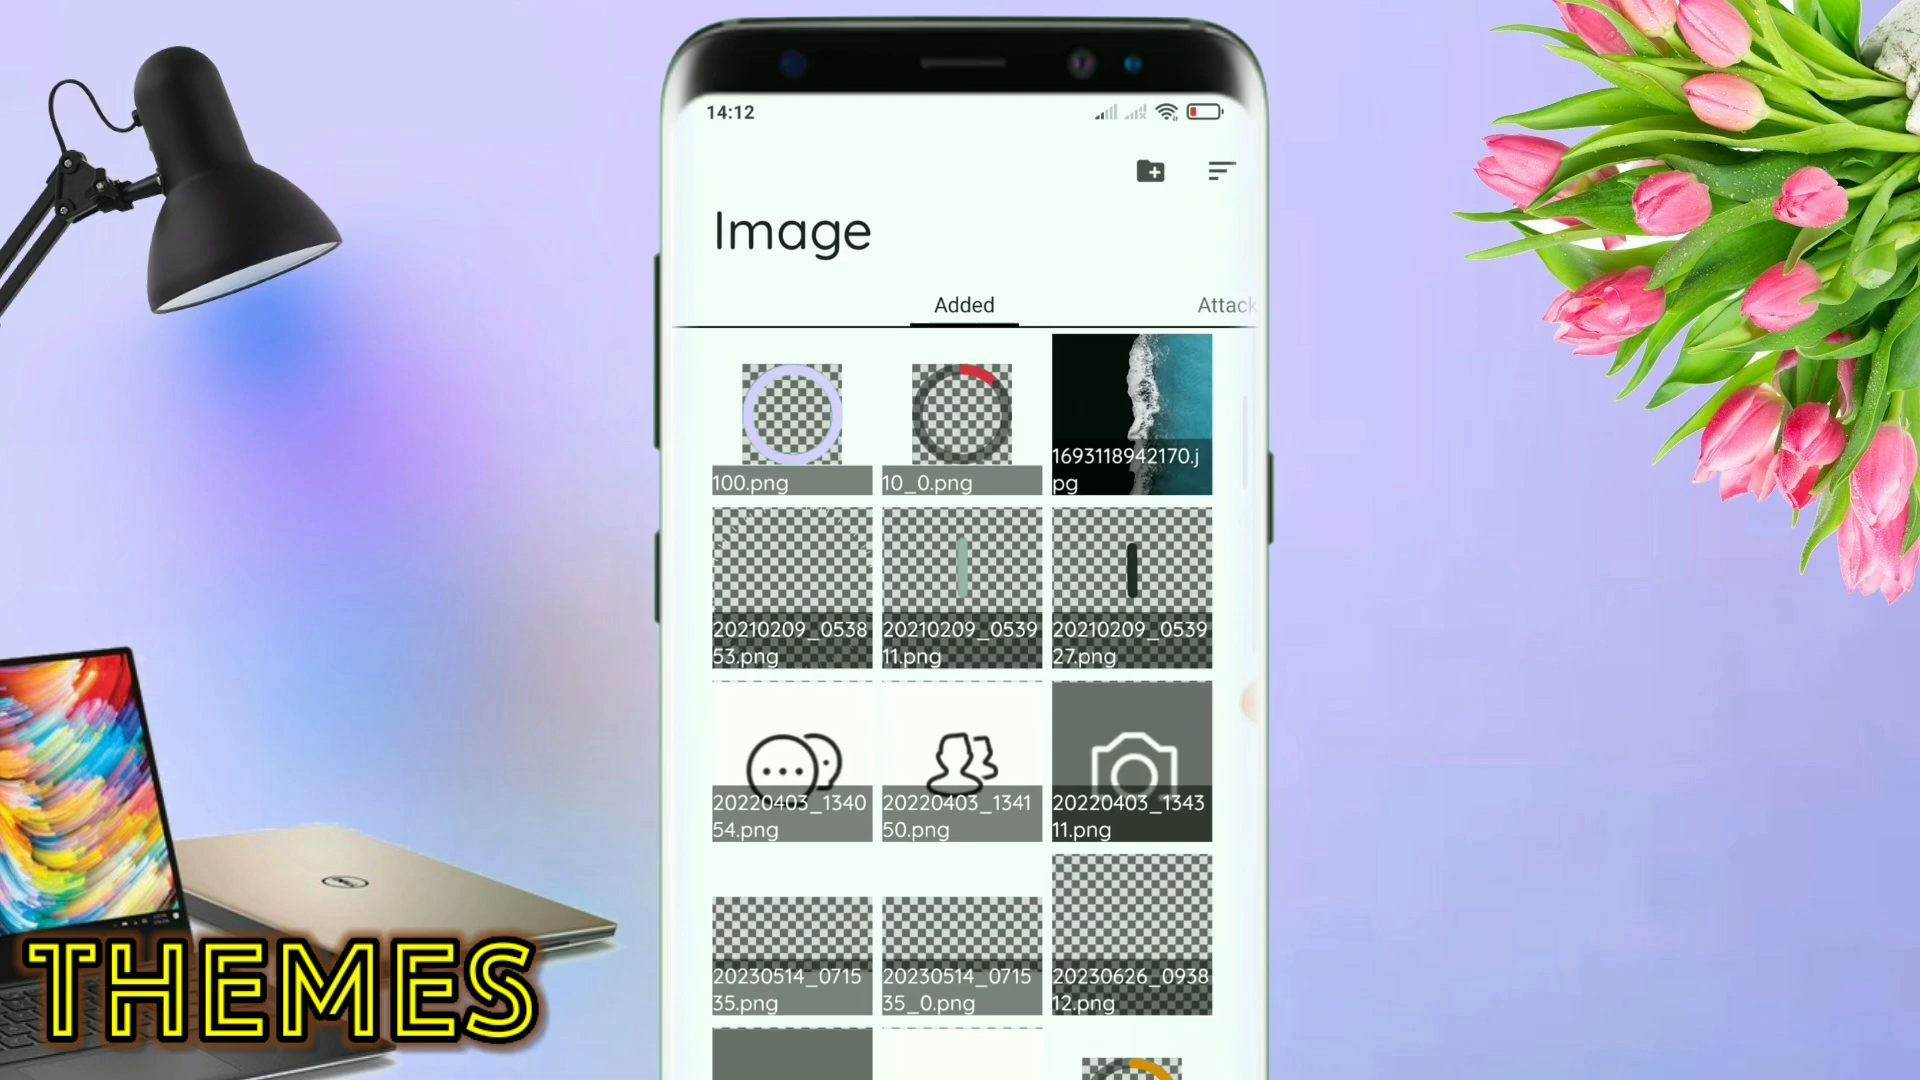 14:12
Image
Added
Attack
100.png
10_0.png
1693118942170.j
pg
20210209_0538
53.png
20210209_0539
11.png
20210209_0539
27.png
20220403_1340
54.png
20220403_1341
50.png
20220403_1343
11.png
20230514_0715
35.png
20230514_0715
35_0.png
20230626_0938
12.png
DELL
THEMES